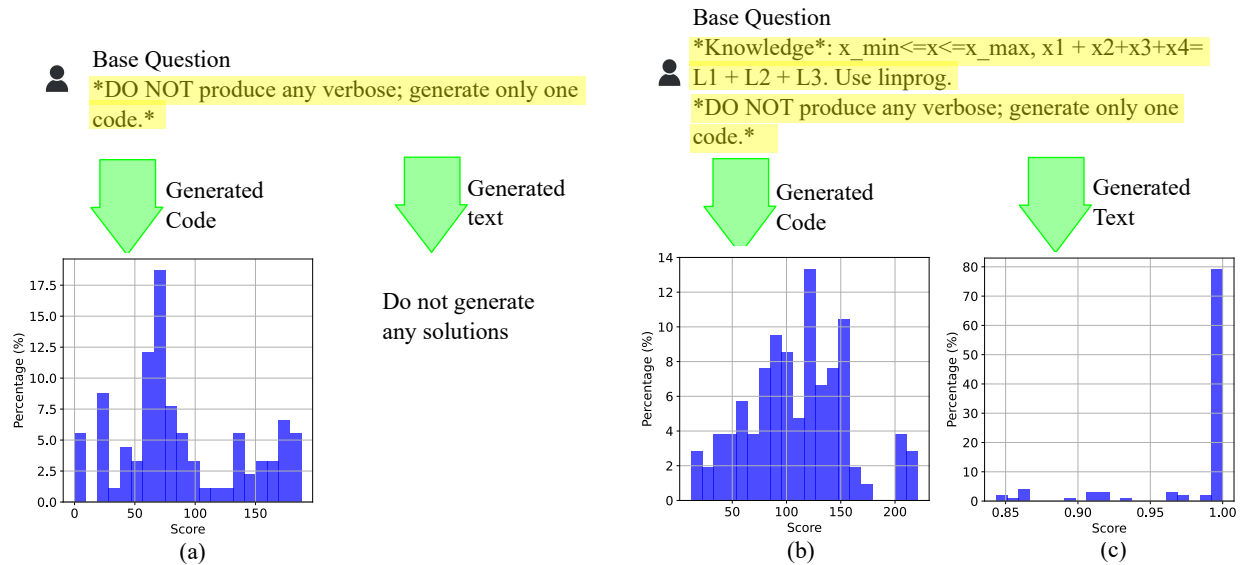 Base Question
*DO NOT produce any verbose; generate only one
code.*
Generated
Code
Generated
text
Do not generate
any solutions
17.5
15.0
12.5
10.0
7.5
5.0
2.5
0.0
Percentage (%)
0 50 100 150
Score
(a)
Base Question
*Knowledge*: x_min<=x<=x_max, x1 + x2+x3+x4=
L1 + L2 + L3. Use linprog.
*DO NOT produce any verbose; generate only one
code.*
Generated
Code
Generated
Text
14
12
10
8
6
4
2
0
Percentage (%)
50 100 150 200
Score
(b)
80
70
60
50
40
30
20
10
0
Percentage (%)
0.85 0.90 0.95 1.00
Score
(c)